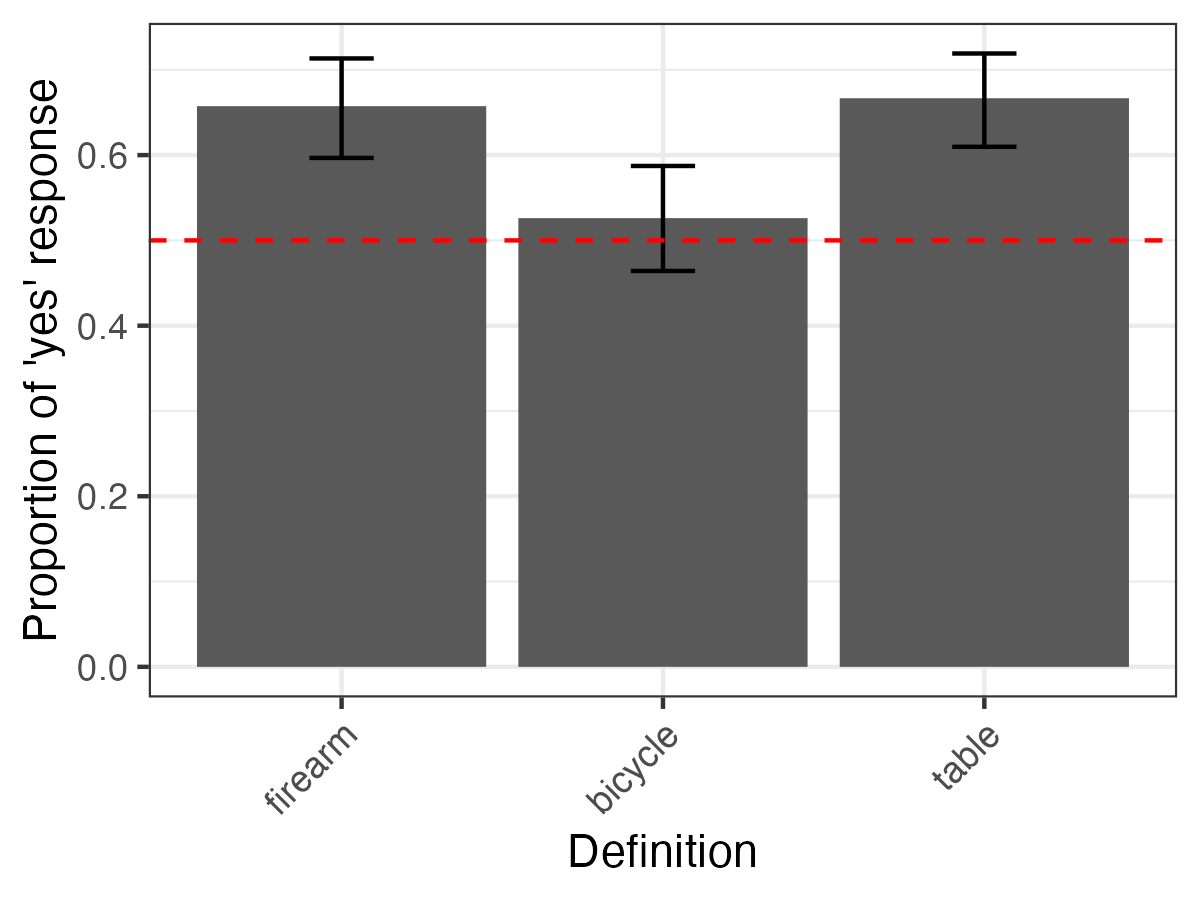 Proportion of 'yes' response
0.6
0.4
0.2
0.0
firearm
bicycle
table
Definition